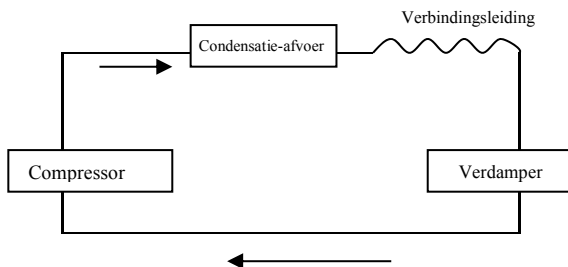 Verbindingsleiding
Condensatie-afvoer
Compressor
Verdamper